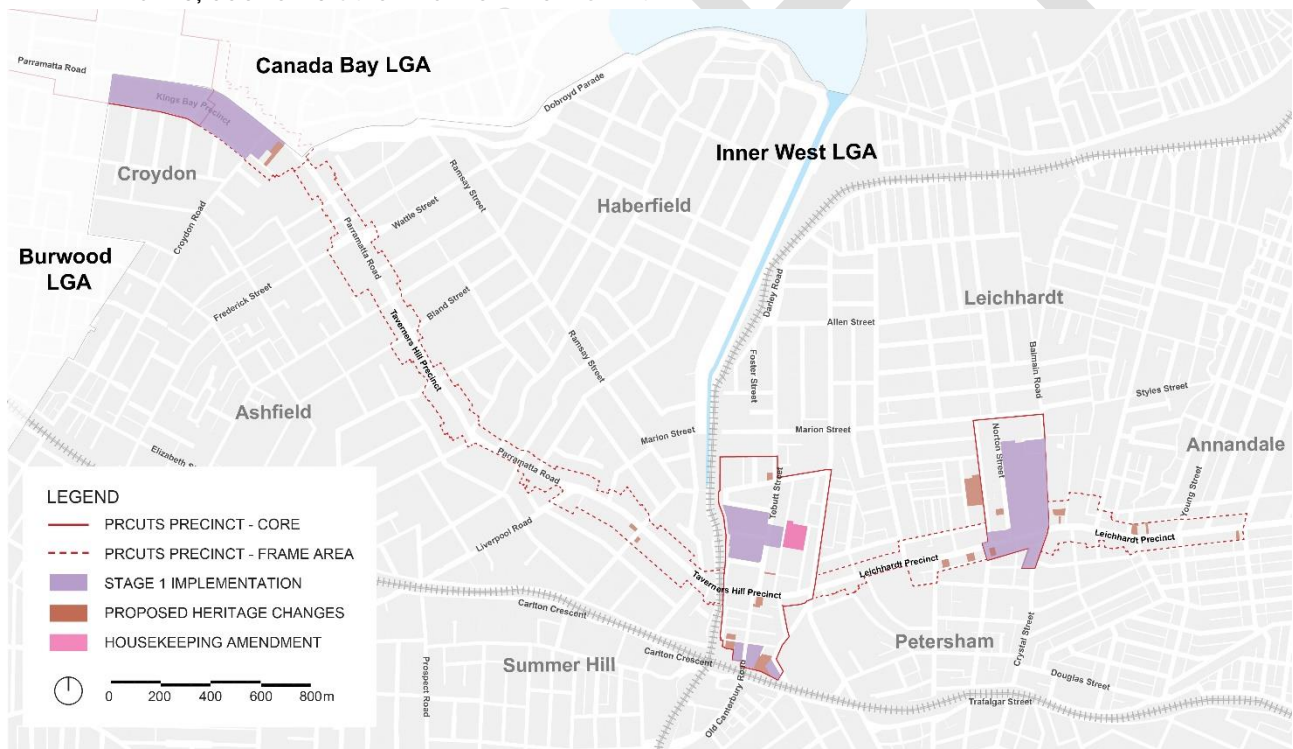 Canada Bay LGA
Parramatta Road
Kings Bay Precinct
Dobroyd Parade
Inner West LGA
Croydon
Ramsay Street
Haberfield
Wattle Street
Croydon Road
Parramatta Road
Burwood
LGA
Darley Road
Leichhardt
Frederick Street
Bland Street
Allen Street
Taverners Hill Precinct
Ramsay Street
Foster Street
Balmain Road
Styles Street
Ashfield
Marion Street
Marion Street
Norton Street
Annandale
Elizabeth S
Parramatta Road
Tebutt Street
Young Street
LEGEND
PRCUTS PRECINCT - CORE
PRCUTS PRECINCT - FRAME AREA
STAGE 1 IMPLEMENTATION
PROPOSED HERITAGE CHANGES
HOUSEKEEPING AMENDMENT
0 200 400 600 800m
Liverpool Road
Leichhardt Precinct
Leichhardt Precinct
Taverners Hill Precinct
Carlton Crescent
Carlton Crescent
Petersham
Crystal Street
Summer Hill
Prospect Road
Old Canterbury Road
Douglas Street
Trafalgar Street